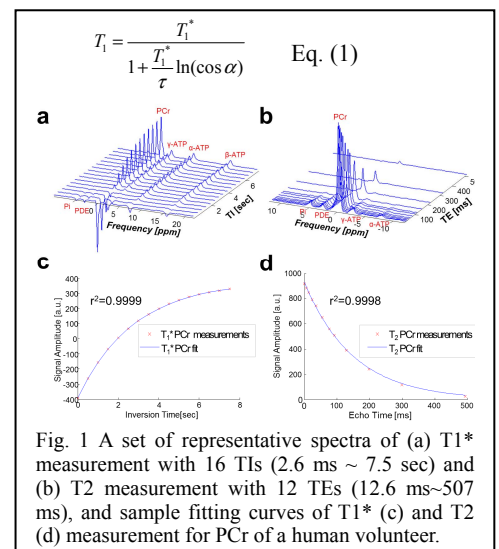 T₁ = T₁* / (1 + (T₁*/τ) ln(cos α))    Eq. (1)
a
PCr
γ-ATP
α-ATP
β-ATP
Pi
PDE
0 5 10 15 20
Frequency [ppm]
2 4 6
TI [sec]
b
PCr
Pi
PDE
γ-ATP
α-ATP
10 5 0 -5 -10
Frequency [ppm]
100 200 300 400 5
TE [ms]
c
400
300
200
100
0
-100
-200
-300
-400
Signal Amplitude [a.u.]
r²=0.9999
T₁* PCr measurements
T₁* PCr fit
0 2 4 6 8
Inversion Time[sec]
d
1000
800
600
400
200
0
Signal Amplitude [a.u.]
r²=0.9998
T₂ PCr measurements
T₂ PCr fit
0 100 200 300 400 500
Echo Time [ms]
Fig. 1 A set of representative spectra of (a) T1*
measurement with 16 TIs (2.6 ms ~ 7.5 sec) and
(b) T2 measurement with 12 TEs (12.6 ms~507
ms), and sample fitting curves of T1* (c) and T2
(d) measurement for PCr of a human volunteer.